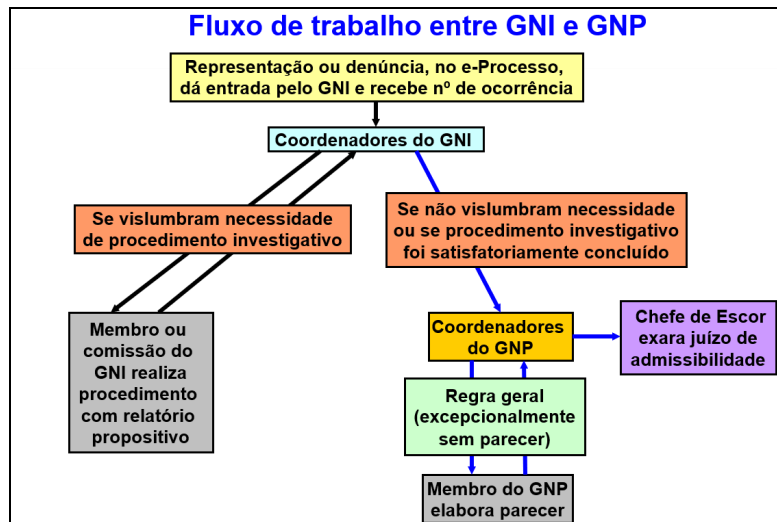 Fluxo de trabalho entre GNI e GNP
Representação ou denúncia, no e-Processo,
dá entrada pelo GNI e recebe nº de ocorrência
Coordenadores do GNI
Se vislumbram necessidade
de procedimento investigativo
Se não vislumbram necessidade
ou se procedimento investigativo
foi satisfatoriamente concluído
Membro ou
comissão do
GNI realiza
procedimento
com relatório
propositivo
Coordenadores
do GNP
Chefe de Escor
exara juízo de
admissibilidade
Regra geral
(excepcionalmente
sem parecer)
Membro do GNP
elabora parecer